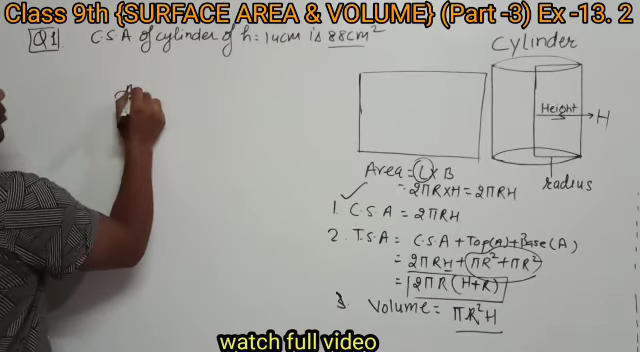 Class 9th {SURFACE AREA & VOLUME} (Part -3) Ex -13. 2
Q1 C.S.A of cylinder of h = 14cm is 88cm²
Cylinder
Height
H
radius
Area = L × B
= 2πR×H = 2πRH
1. C.S.A = 2πRH
2. T.S.A = C.S.A + Top(A) + Base(A)
= 2πRH + πR² + πR²
= 2πR(H+R)
3 Volume = πR²H
watch full video